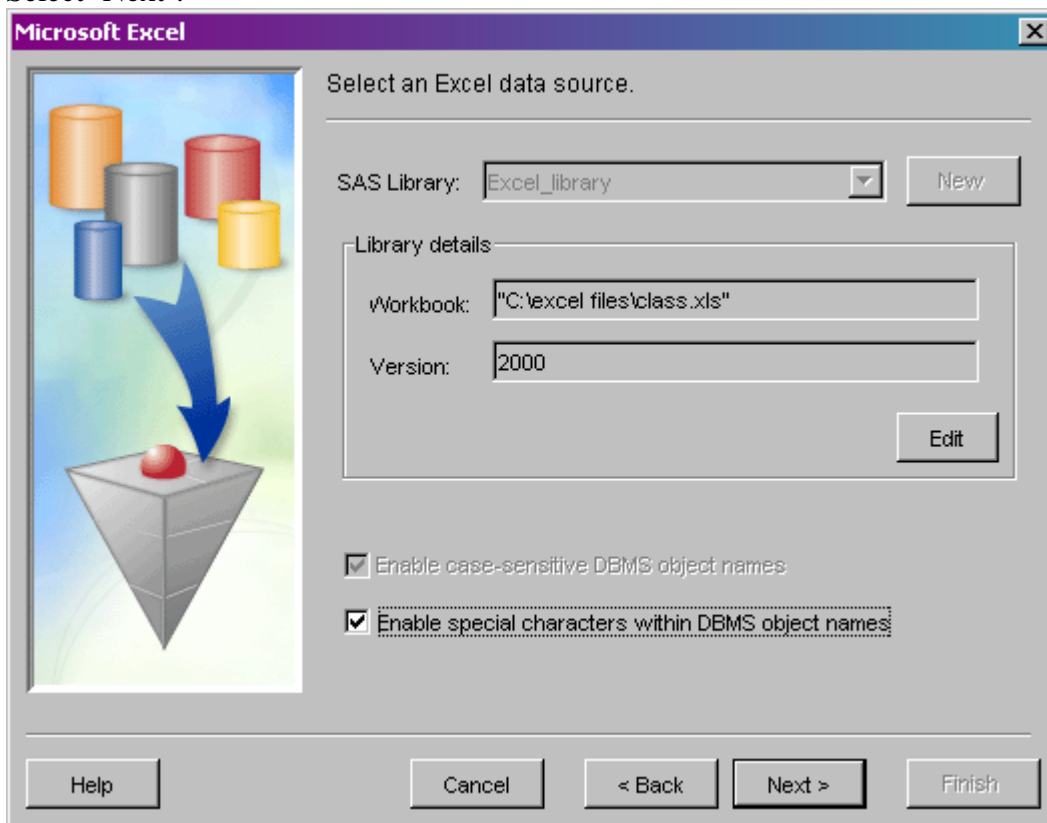 Select "Next".
Microsoft Excel
Select an Excel data source.
SAS Library: Excel_library New
Library details
Workbook: "C:\excel files\class.xls"
Version: 2000
Edit
Enable case-sensitive DBMS object names
Enable special characters within DBMS object names
Help Cancel < Back Next > Finish